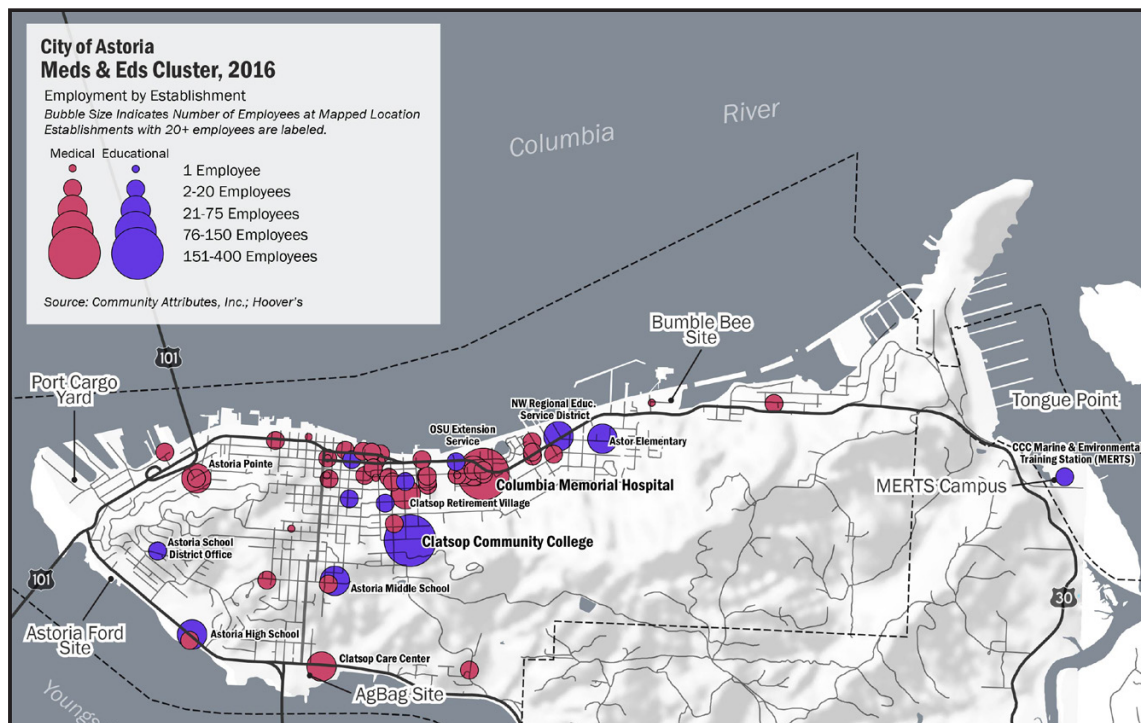 City of Astoria
Meds & Eds Cluster, 2016
Employment by Establishment
Bubble Size Indicates Number of Employees at Mapped Location
Establishments with 20+ employees are labeled.
Medical Educational
1 Employee
2-20 Employees
21-75 Employees
76-150 Employees
151-400 Employees
Source: Community Attributes, Inc.; Hoover's
Columbia River
101
Port Cargo
Yard
Bumble Bee
Site
NW Regional Educ.
Service District
OSU Extension
Service
Astor Elementary
Tongue Point
CCC Marine & Environmental
Training Station (MERTS)
MERTS Campus
Astoria Pointe
Columbia Memorial Hospital
Clatsop Retirement Village
Clatsop Community College
Astoria School
District Office
101
Astoria Middle School
30
Astoria Ford
Site
Astoria High School
Clatsop Care Center
AgBag Site
Youngs